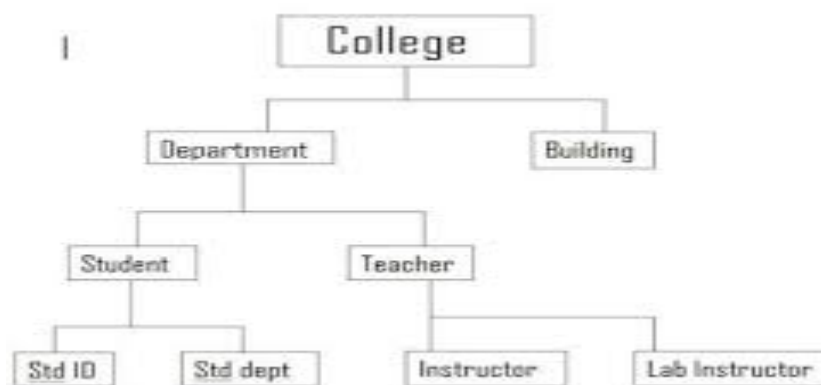 College
Department
Building
Student
Teacher
Std ID
Std dept
Instructor
Lab Instructor